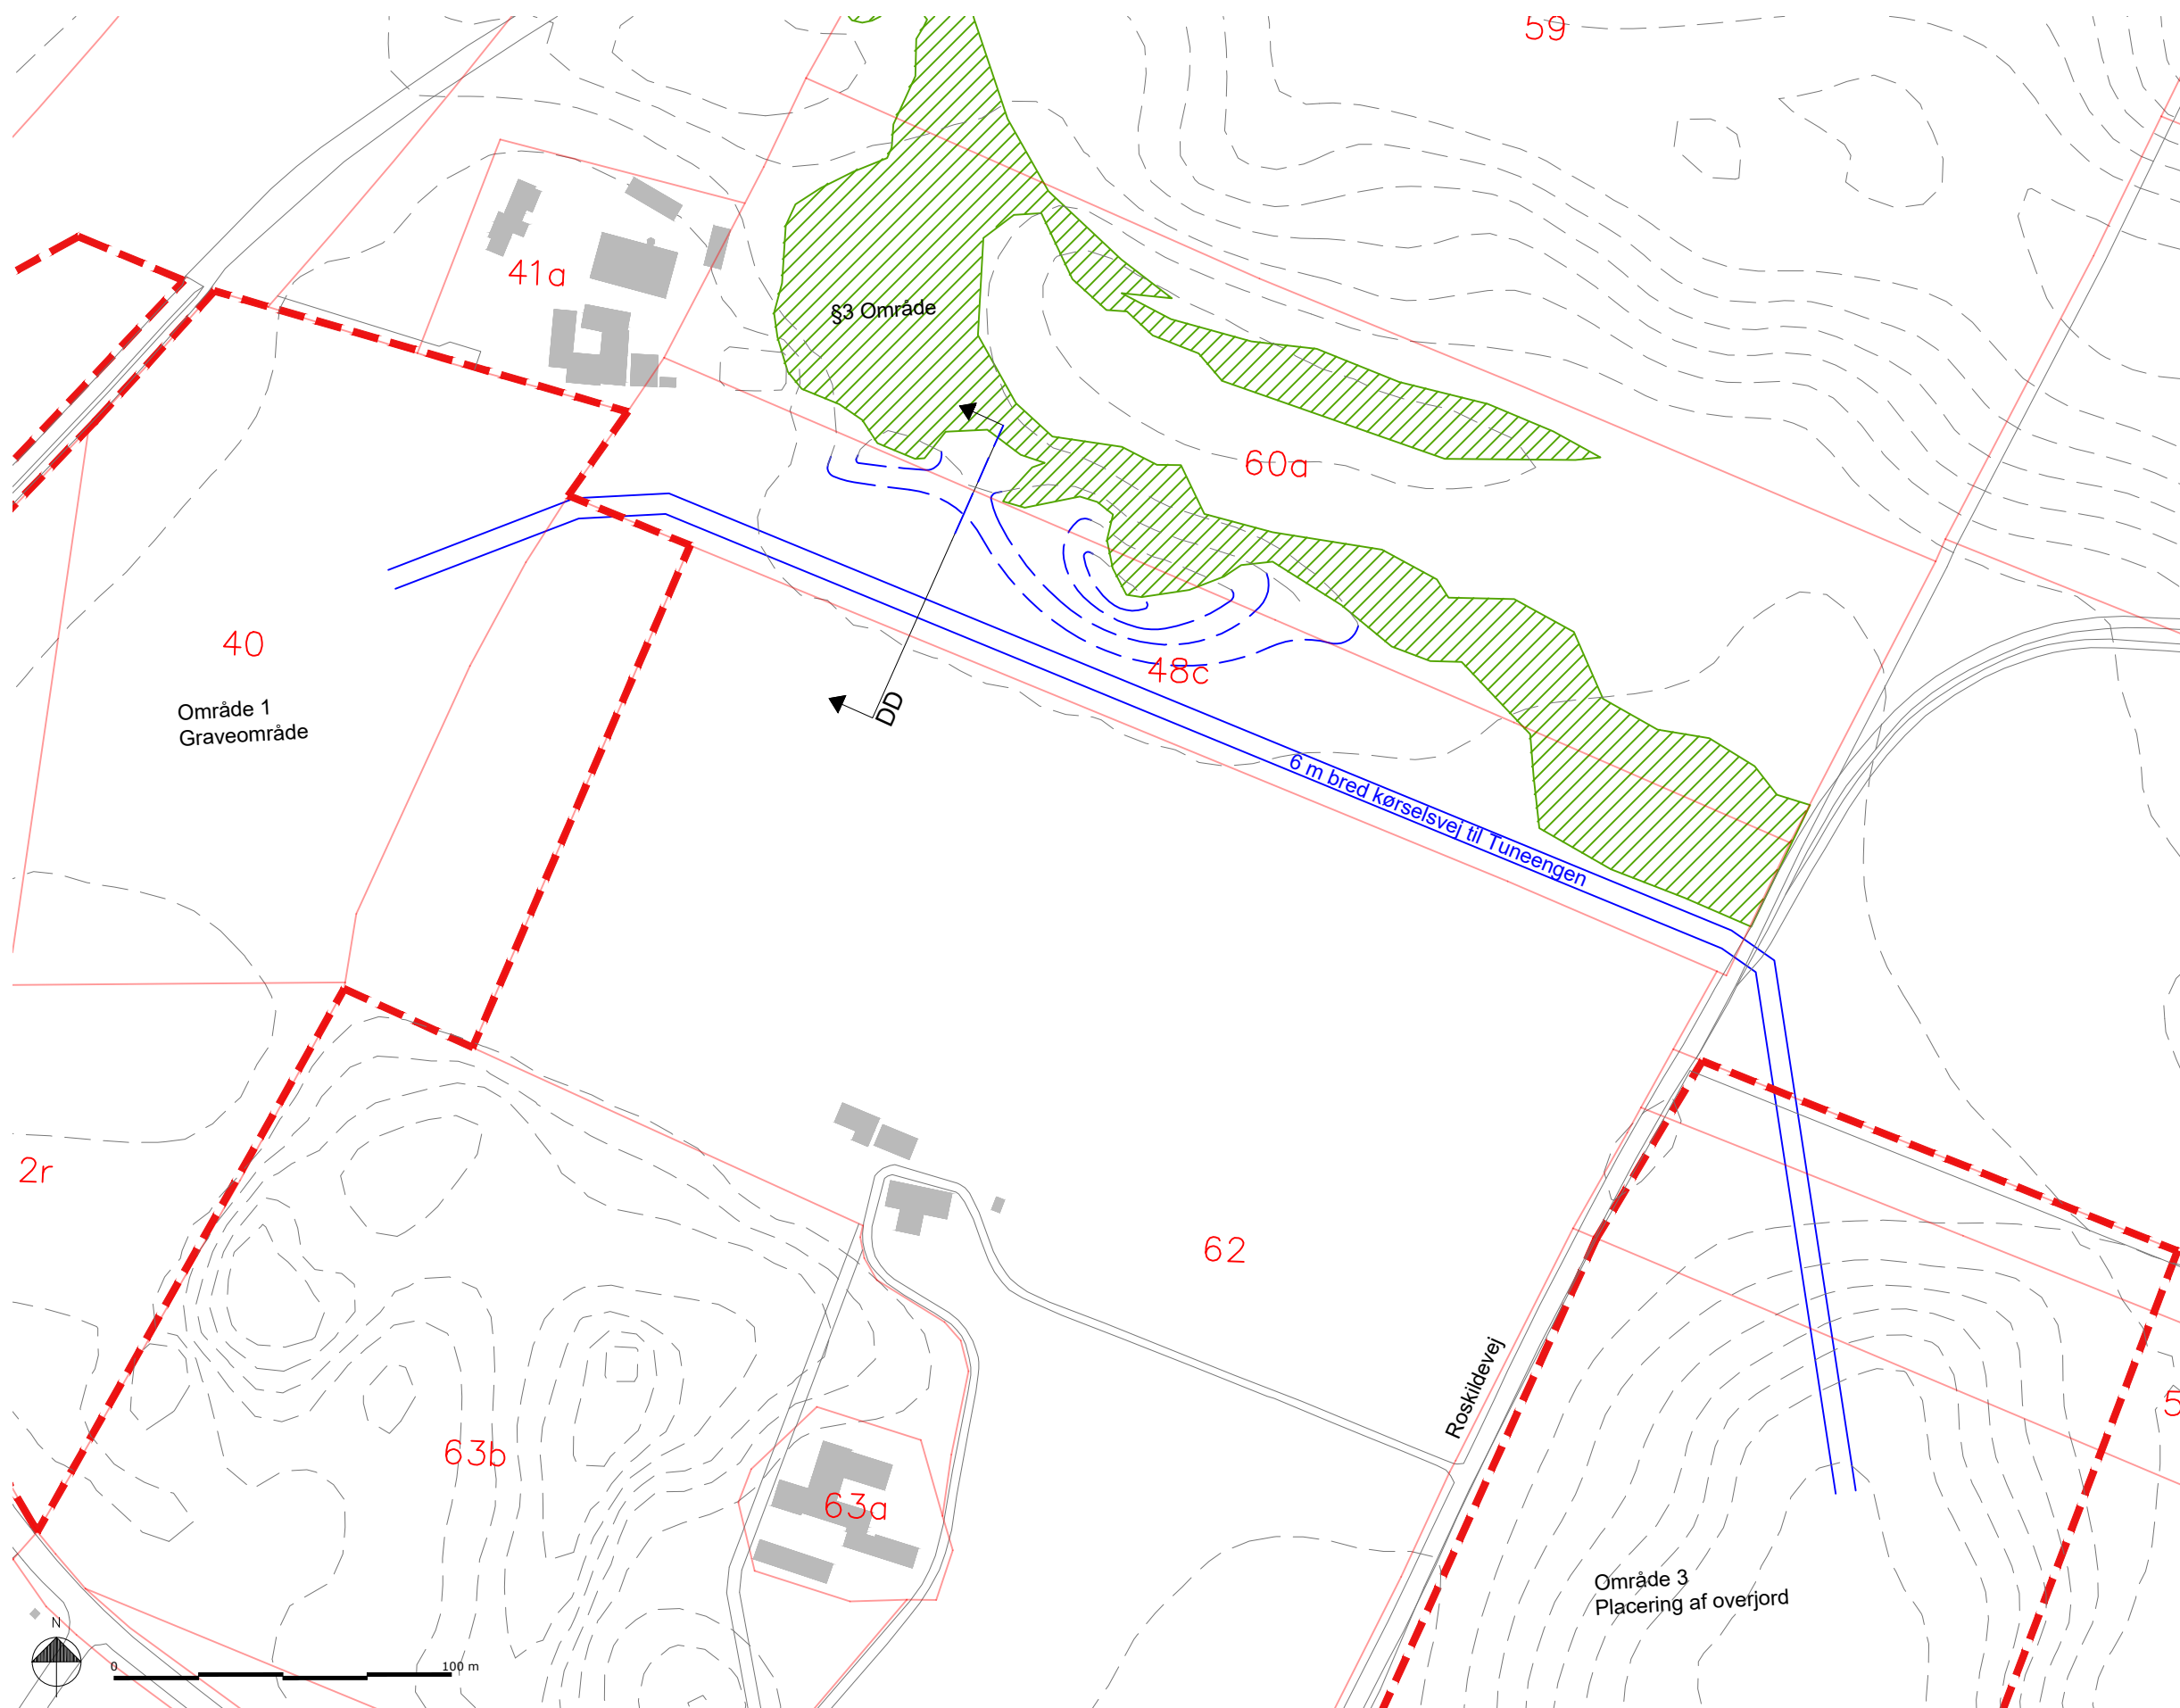 59
41a
§3 Område
60a
40
48c
Område 1
Graveområde
DD
6 m bred kørselsvej til Tuneengen
2r
62
Roskildevej
5
63b
63a
Område 3
Placering af overjord
N
0
100 m